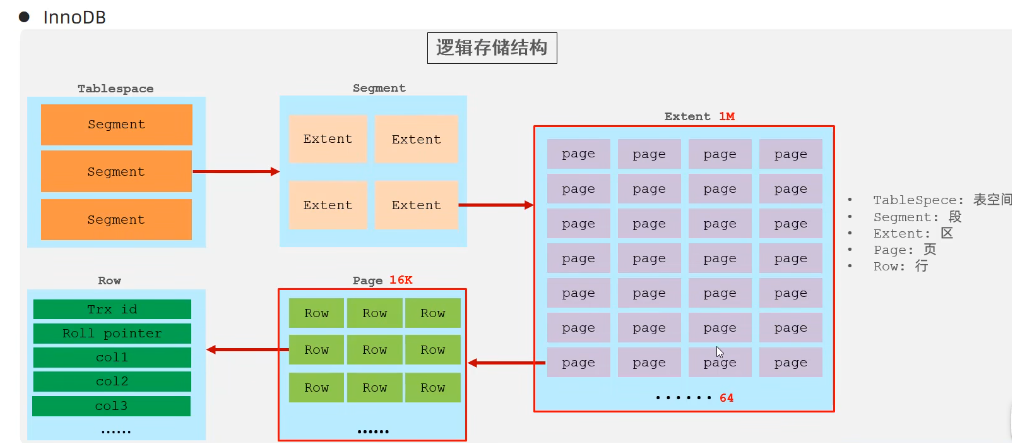 ● InnoDB
逻辑存储结构
Tablespace
Segment
Segment
Segment
Segment
Extent Extent
Extent Extent
Extent 1M
page page page page
page page page page
page page page page
page page page page
page page page page
page page page page
page page page page
······ 64
• TableSpece: 表空间
• Segment: 段
• Extent: 区
• Page: 页
• Row: 行
Row
Trx id
Roll pointer
col1
col2
col3
······
Page 16K
Row Row Row
Row Row Row
Row Row Row
······